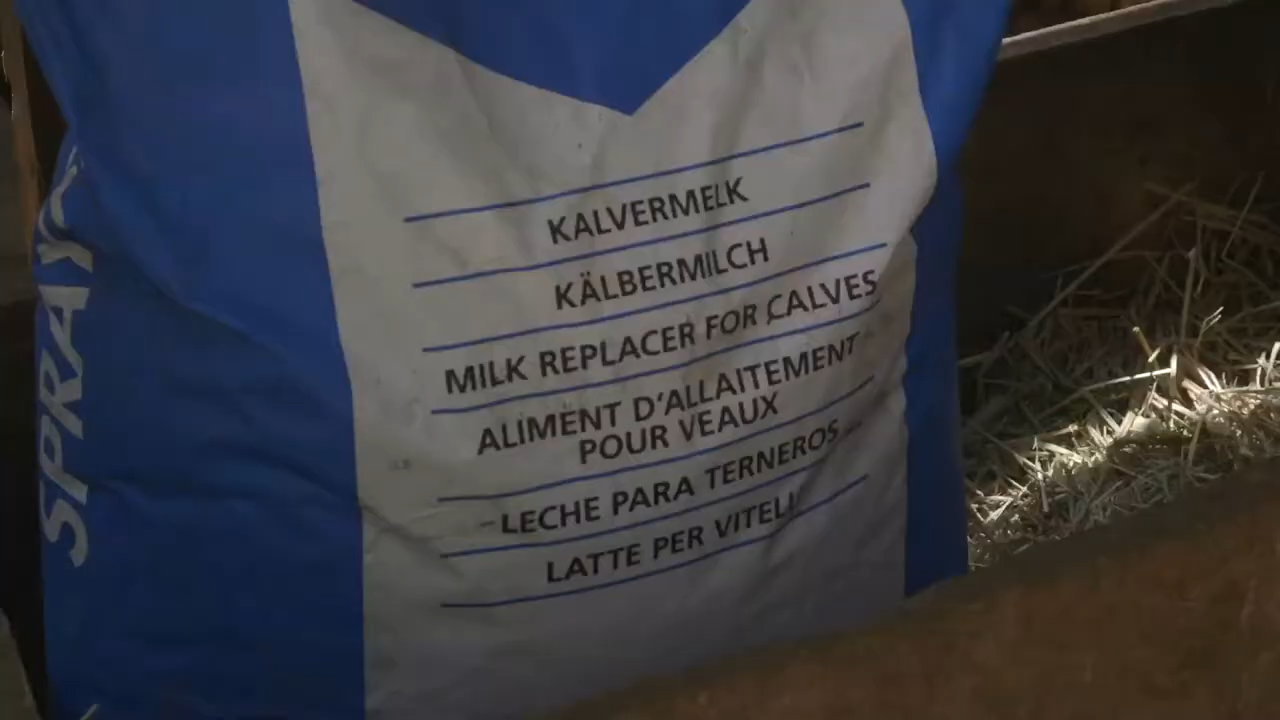 KALVERMELK
KÄLBERMILCH
MILK REPLACER FOR CALVES
ALIMENT D'ALLAITEMENT
POUR VEAUX
LECHE PARA TERNEROS
LATTE PER VITELLI
SPRAY